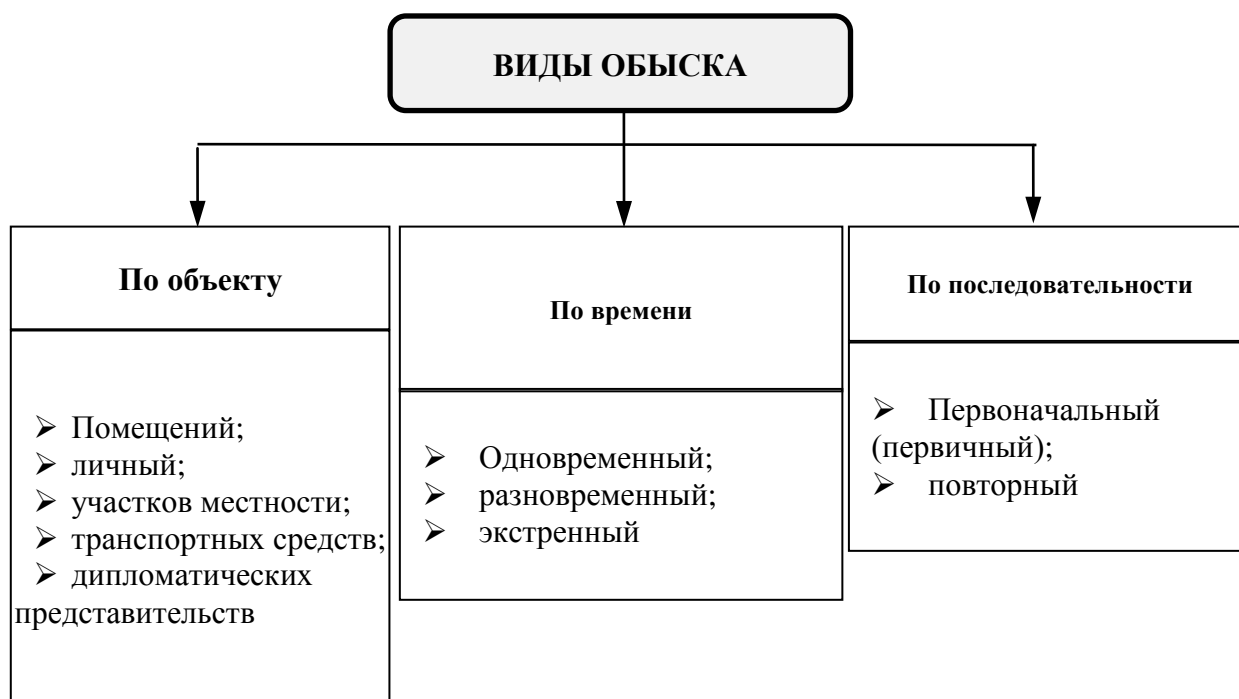 ВИДЫ ОБЫСКА
По объекту
➢ Помещений;
➢ личный;
➢ участков местности;
➢ транспортных средств;
➢ дипломатических
представительств
По времени
➢ Одновременный;
➢ разновременный;
➢ экстренный
По последовательности
➢ Первоначальный
(первичный);
➢ повторный